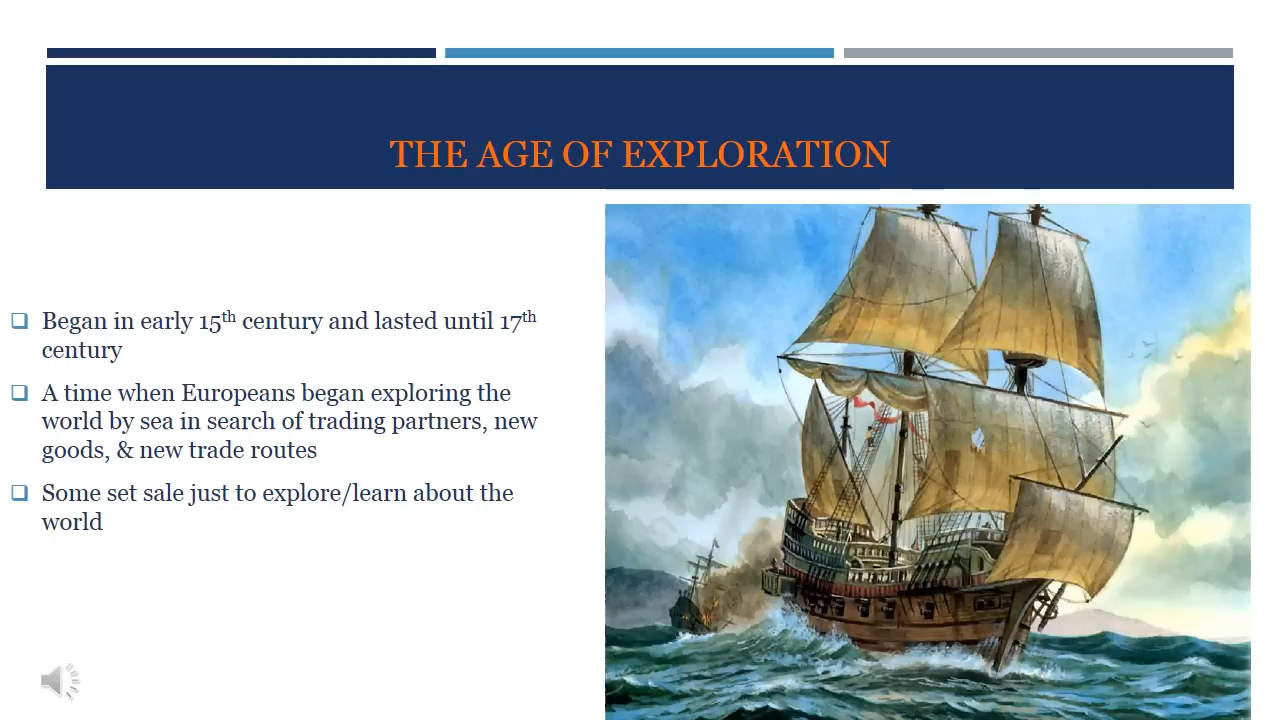 THE AGE OF EXPLORATION
Began in early 15th century and lasted until 17th
century
A time when Europeans began exploring the
world by sea in search of trading partners, new
goods, & new trade routes
Some set sale just to explore/learn about the
world